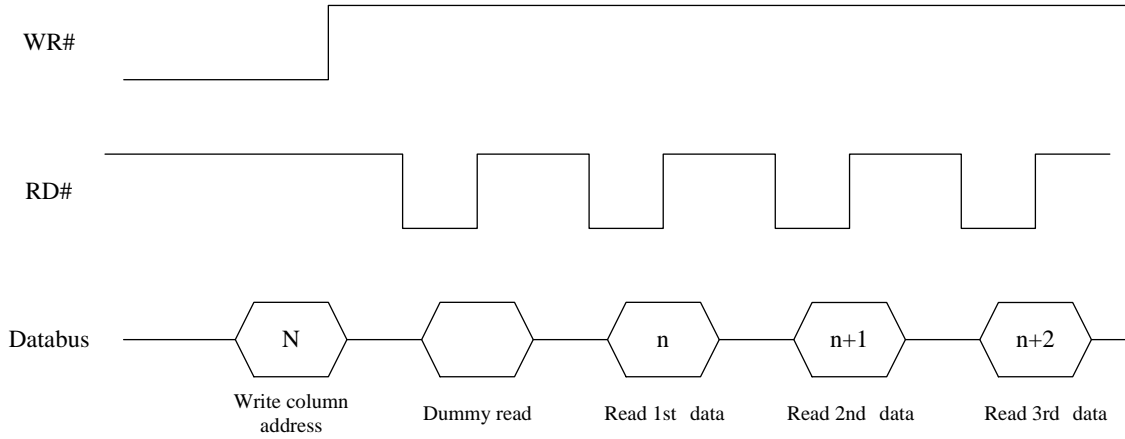 WR#
RD#
Databus
N
n
n+1
n+2
Write column
address
Dummy read
Read 1st data
Read 2nd data
Read 3rd data